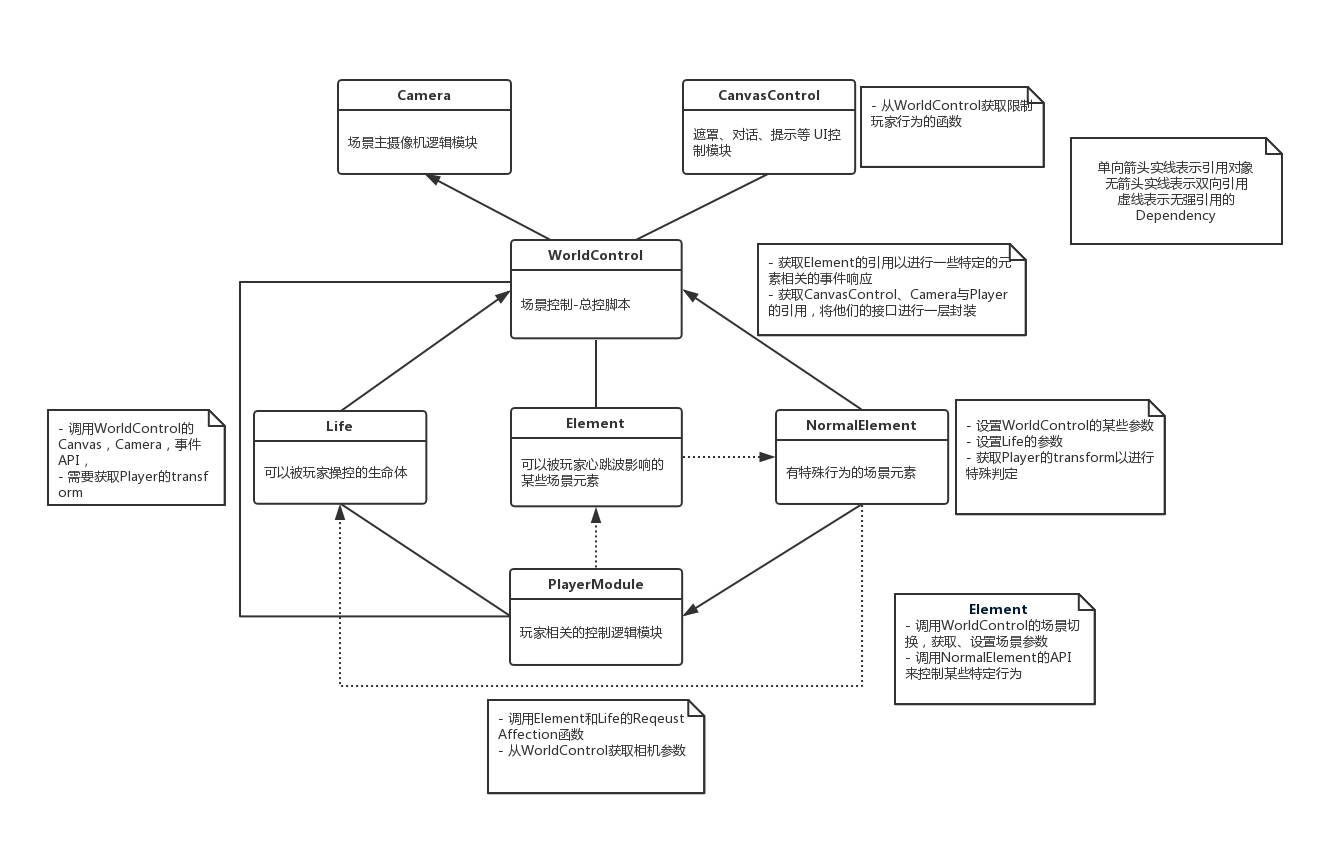 Camera
场景主摄像机逻辑模块
CanvasControl
遮罩、对话、提示等 UI控
制模块
- 从WorldControl获取限制
玩家行为的函数
单向箭头实线表示引用对象
无箭头实线表示双向引用
虚线表示无强引用的
Dependency
WorldControl
场景控制-总控脚本
- 获取Element的引用以进行一些特定的元
素相关的事件响应
- 获取CanvasControl、Camera与Player
的引用，将他们的接口进行一层封装
- 调用WorldControl的
Canvas，Camera，事件
API，
- 需要获取Player的transf
orm
Life
可以被玩家操控的生命体
Element
可以被玩家心跳波影响的
某些场景元素
NormalElement
有特殊行为的场景元素
- 设置WorldControl的某些参数
- 设置Life的参数
- 获取Player的transform以进行
特殊判定
PlayerModule
玩家相关的控制逻辑模块
Element
- 调用WorldControl的场景切
换，获取、设置场景参数
- 调用NormalElement的API
来控制某些特定行为
- 调用Element和Life的Reqeust
Affection函数
- 从WorldControl获取相机参数